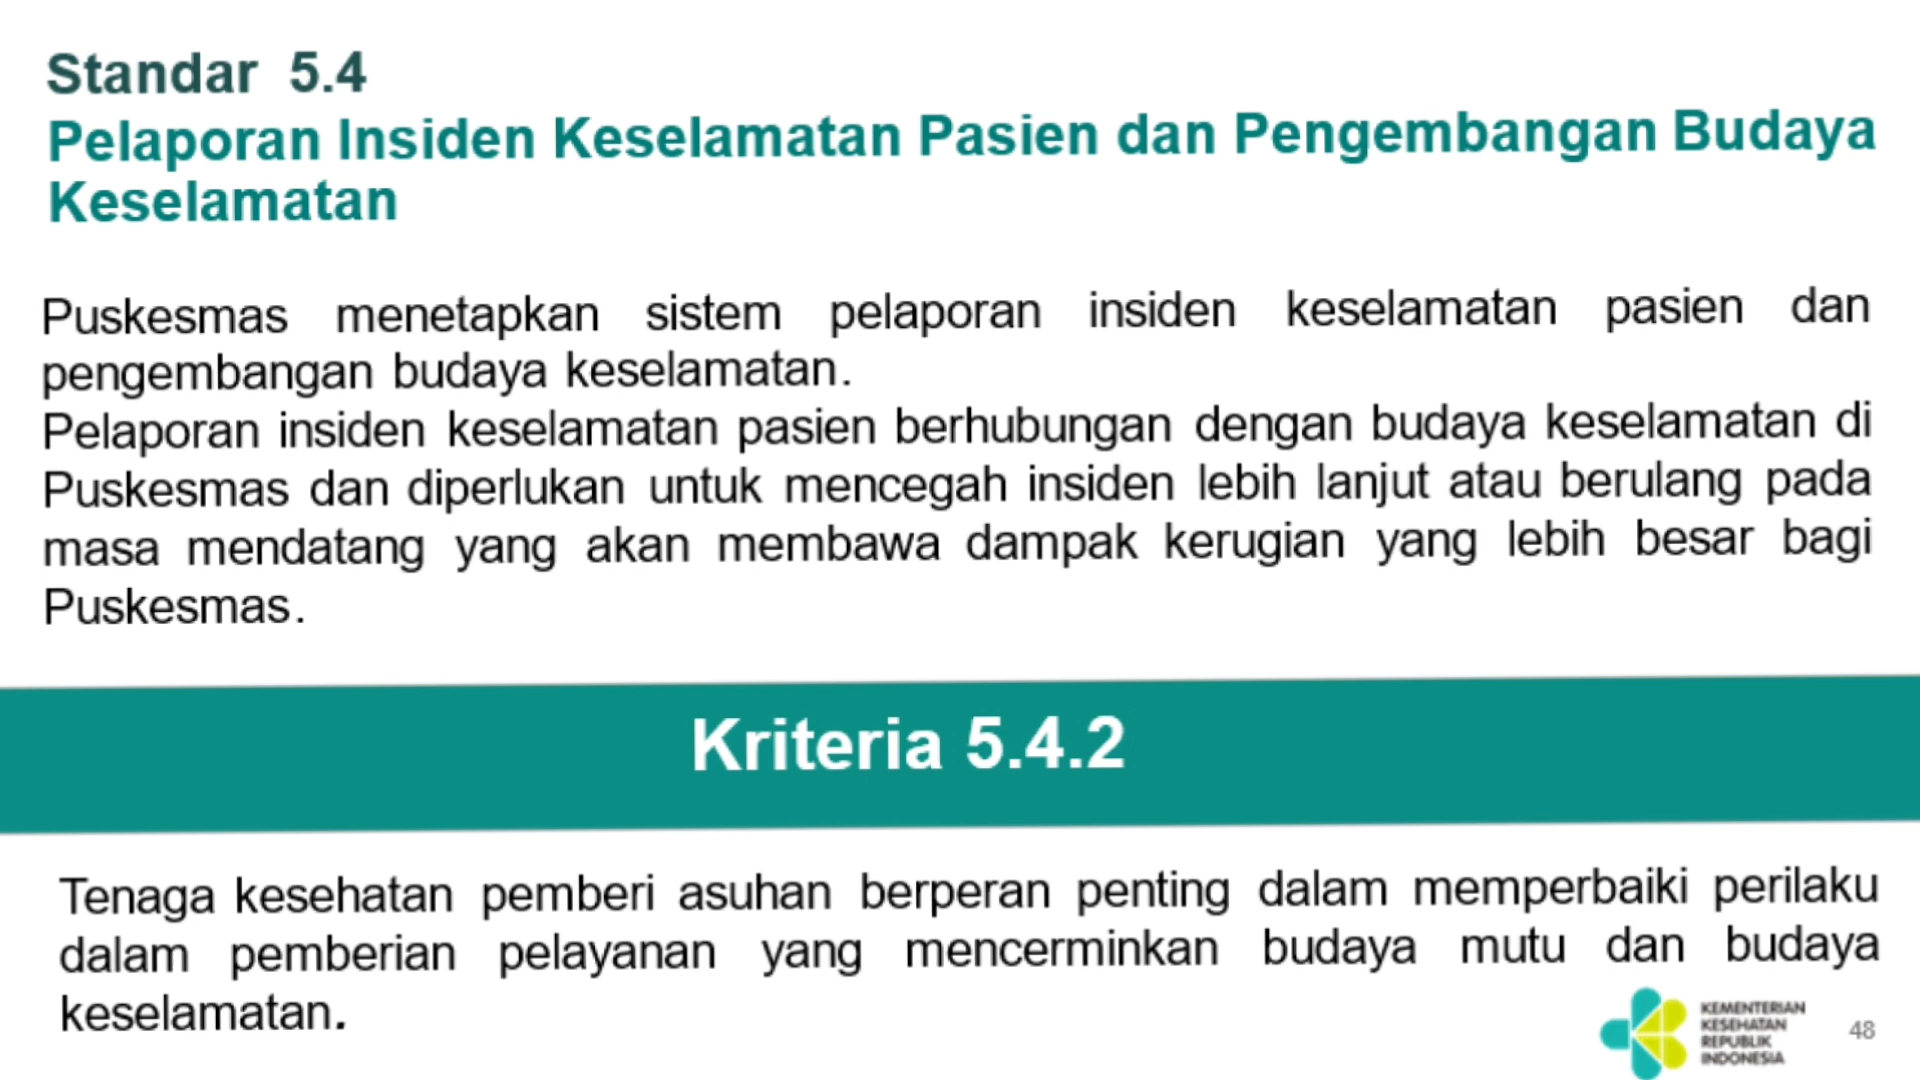 Standar 5.4
Pelaporan Insiden Keselamatan Pasien dan Pengembangan Budaya
Keselamatan
Puskesmas menetapkan sistem pelaporan insiden keselamatan pasien dan
pengembangan budaya keselamatan.
Pelaporan insiden keselamatan pasien berhubungan dengan budaya keselamatan di
Puskesmas dan diperlukan untuk mencegah insiden lebih lanjut atau berulang pada
masa mendatang yang akan membawa dampak kerugian yang lebih besar bagi
Puskesmas.
Kriteria 5.4.2
Tenaga kesehatan pemberi asuhan berperan penting dalam memperbaiki perilaku
dalam pemberian pelayanan yang mencerminkan budaya mutu dan budaya
keselamatan.
KEMENTERIAN
KESEHATAN
REPUBLIK
INDONESIA
48